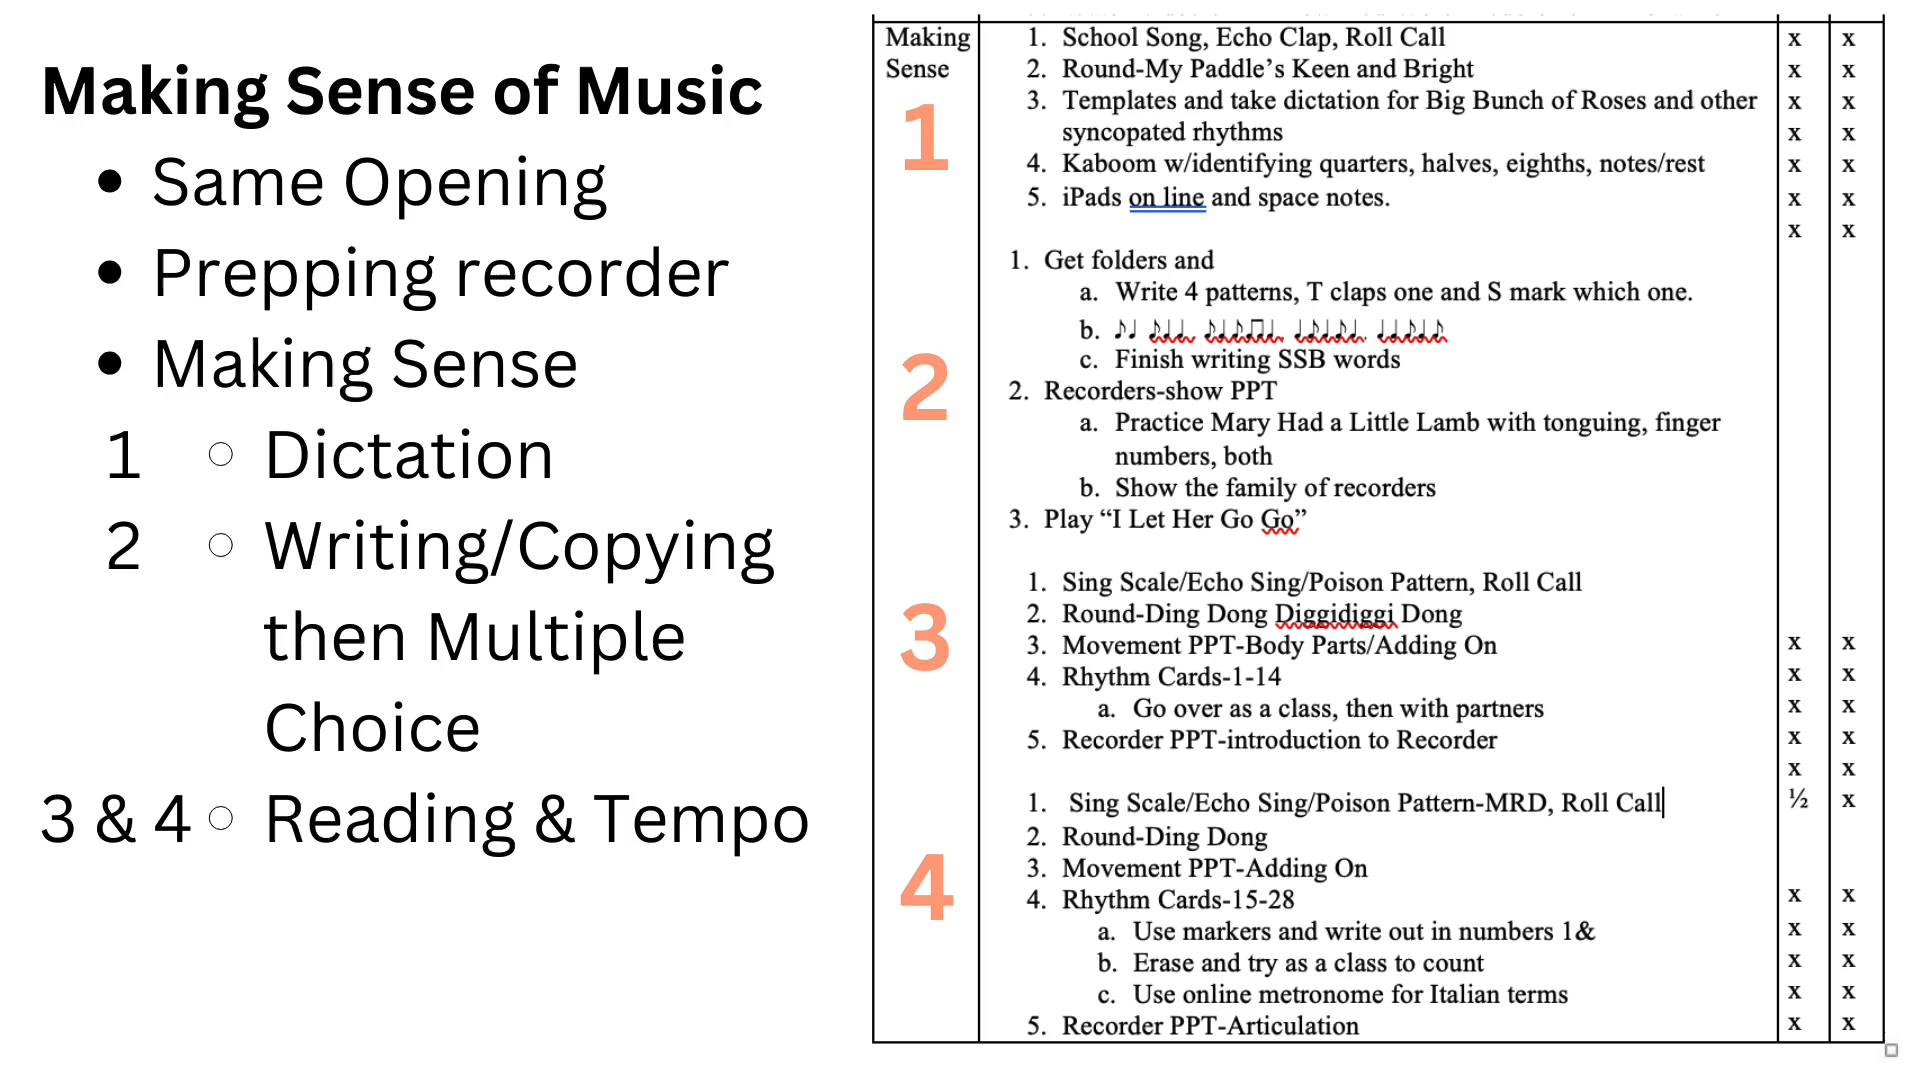 Making Sense of Music
• Same Opening
• Prepping recorder
• Making Sense
1 ○ Dictation
2 ○ Writing/Copying
then Multiple
Choice
3 & 4 ○ Reading & Tempo
Making
Sense
1
2
3
4
1. School Song, Echo Clap, Roll Call x x
2. Round-My Paddle’s Keen and Bright x x
3. Templates and take dictation for Big Bunch of Roses and other x x
syncopated rhythms x x
4. Kaboom w/identifying quarters, halves, eighths, notes/rest x x
5. iPads on line and space notes. x x
x x
1. Get folders and
a. Write 4 patterns, T claps one and S mark which one.
b. ♪♩ ♪♩♩ ♪♩♪♫♩ ♩♪♩♪♩ ♩♩♪♩♪
c. Finish writing SSB words
2. Recorders-show PPT
a. Practice Mary Had a Little Lamb with tonguing, finger
numbers, both
b. Show the family of recorders
3. Play “I Let Her Go Go”
1. Sing Scale/Echo Sing/Poison Pattern, Roll Call
2. Round-Ding Dong Diggidiggi Dong
3. Movement PPT-Body Parts/Adding On x x
4. Rhythm Cards-1-14 x x
a. Go over as a class, then with partners x x
5. Recorder PPT-introduction to Recorder x x
x x
1. Sing Scale/Echo Sing/Poison Pattern-MRD, Roll Call ½ x
2. Round-Ding Dong
3. Movement PPT-Adding On
4. Rhythm Cards-15-28 x x
a. Use markers and write out in numbers 1& x x
b. Erase and try as a class to count x x
c. Use online metronome for Italian terms x x
5. Recorder PPT-Articulation x x